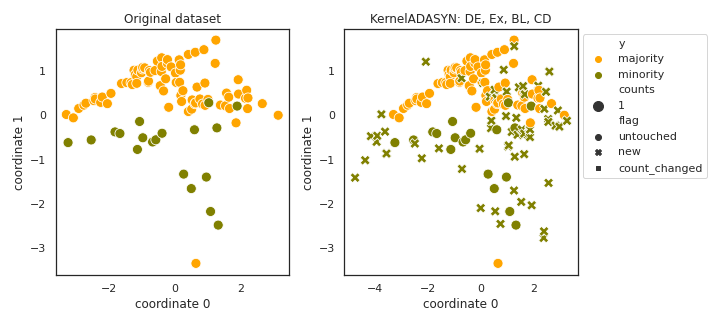 Original dataset
coordinate 1
1
0
−1
−2
−3
−2
0
2
coordinate 0
KernelADASYN: DE, Ex, BL, CD
coordinate 1
1
0
−1
−2
−3
−4
−2
0
2
coordinate 0
y
majority
minority
counts
1
flag
untouched
new
count_changed